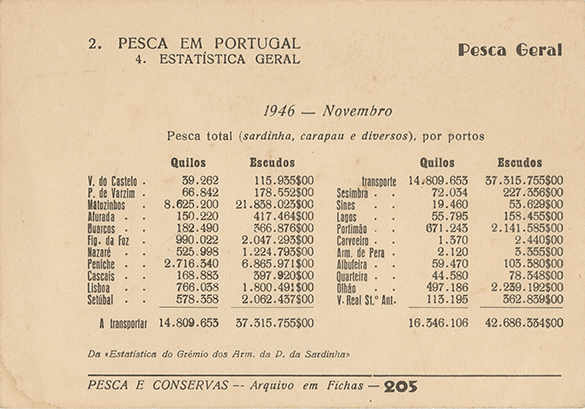 2. PESCA EM PORTUGAL
4. ESTATÍSTICA GERAL
Pesca Geral
1946 — Novembro
Pesca total (sardinha, carapau e diversos), por portos
Quilos Escudos
V. do Castelo . 39.262 115.935$00
P. de Varzim . 66.842 178.552$00
Matozinhos . 8.625.200 21.838.023$00
Afurada . . 150.220 417.464$00
Buarcos . . 182.490 366.876$00
Fig. da Foz . 990.022 2.047.293$00
Nazaré . . 525.998 1.224.793$00
Peniche . . 2.716.340 6.865.971$00
Cascais . . 168.883 397.920$00
Lisboa . . 766.038 1.800.491$00
Setúbal . . 578.358 2.062.437$00
A transportar 14.809.653 37.315.755$00
Quilos Escudos
transporte 14.809.653 37.315.755$00
Sesimbra . . 72.034 227.356$00
Sines . . 19.460 53.629$00
Lagos . . 55.795 158.455$00
Portimão . . 671.243 2.141.585$00
Carvoeiro . . 1.370 2.440$00
Arm. de Pera . 2.120 3.355$00
Albufeira . . 59.470 103.380$00
Quarteira . . 44.580 78.348$00
Olhão . . 497.186 2.239.192$00
V. Real St.º Ant. 113.195 362.839$00
16.346.106 42.686.334$00
Da «Estatística do Grémio dos Arm. da D. da Sardinha»
PESCA E CONSERVAS -- Arquivo em Fichas — 205